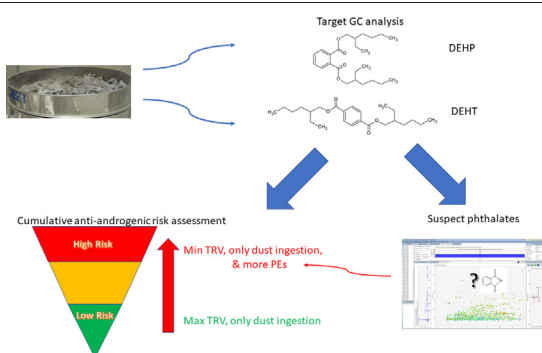 Target GC analysis
DEHP
DEHT
Cumulative anti-androgenic risk assessment
High Risk
Low Risk
Min TRV, only dust ingestion,
& more PEs
Max TRV, only dust ingestion
Suspect phthalates
?